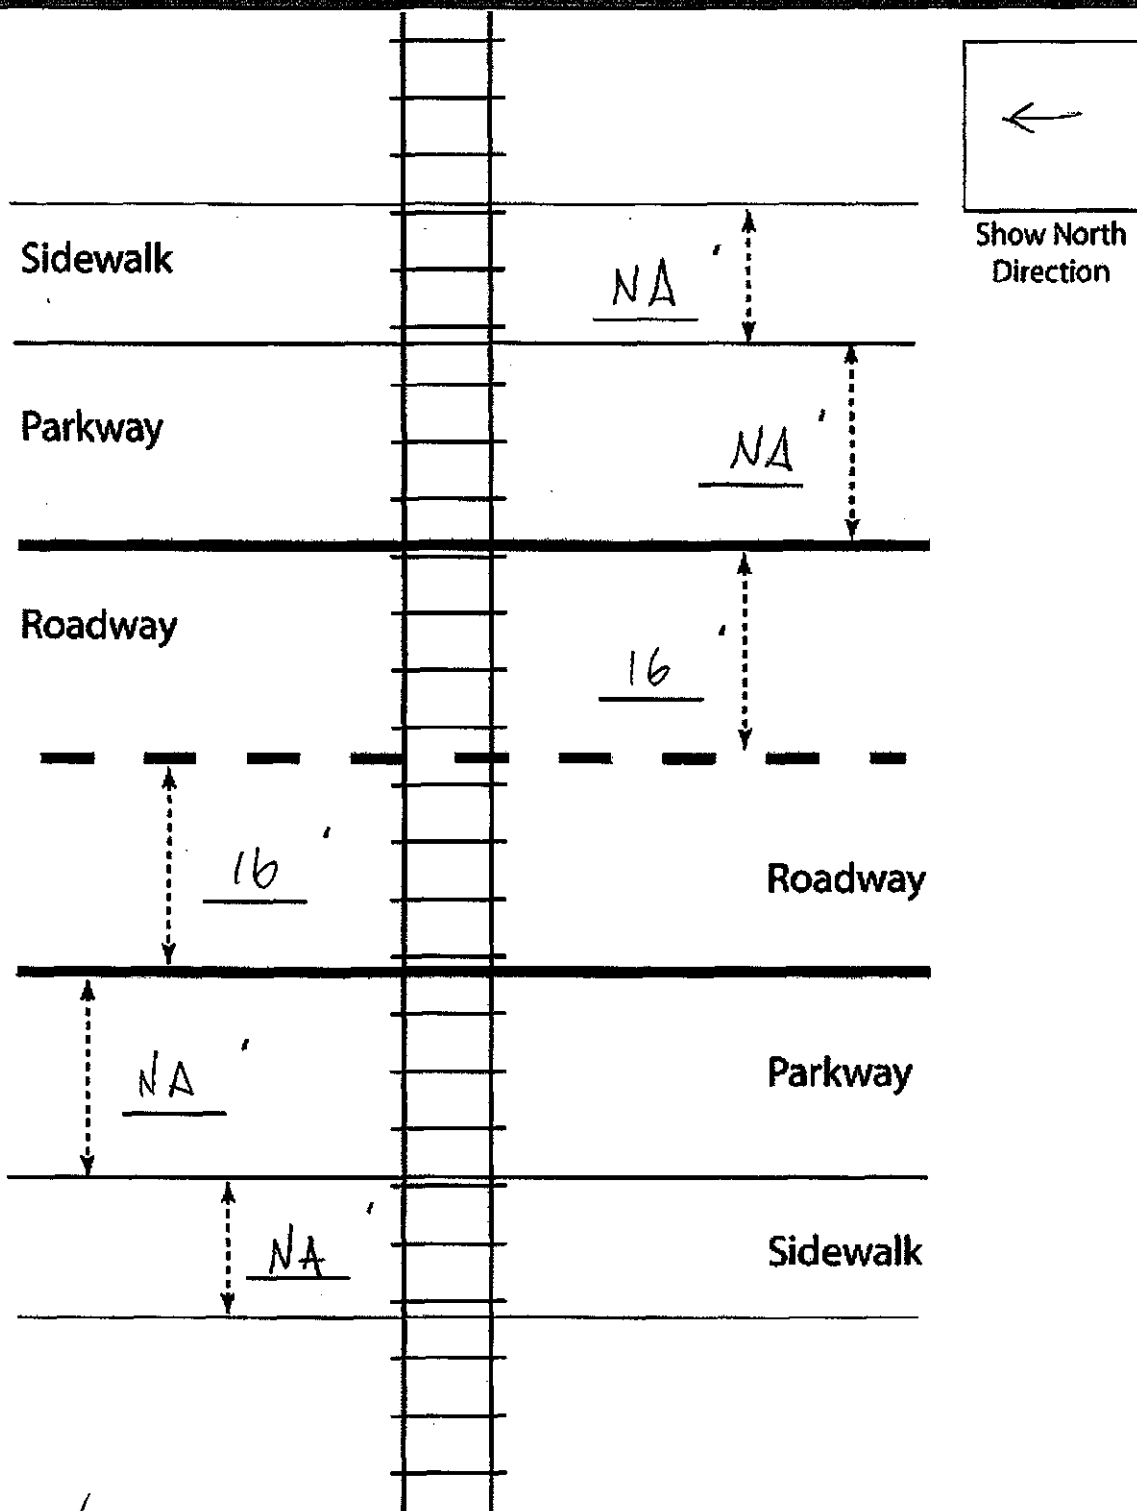 Sidewalk
NA '
Show North
Direction
Parkway
NA '
Roadway
16 '
16 '
Roadway
NA '
Parkway
NA '
Sidewalk